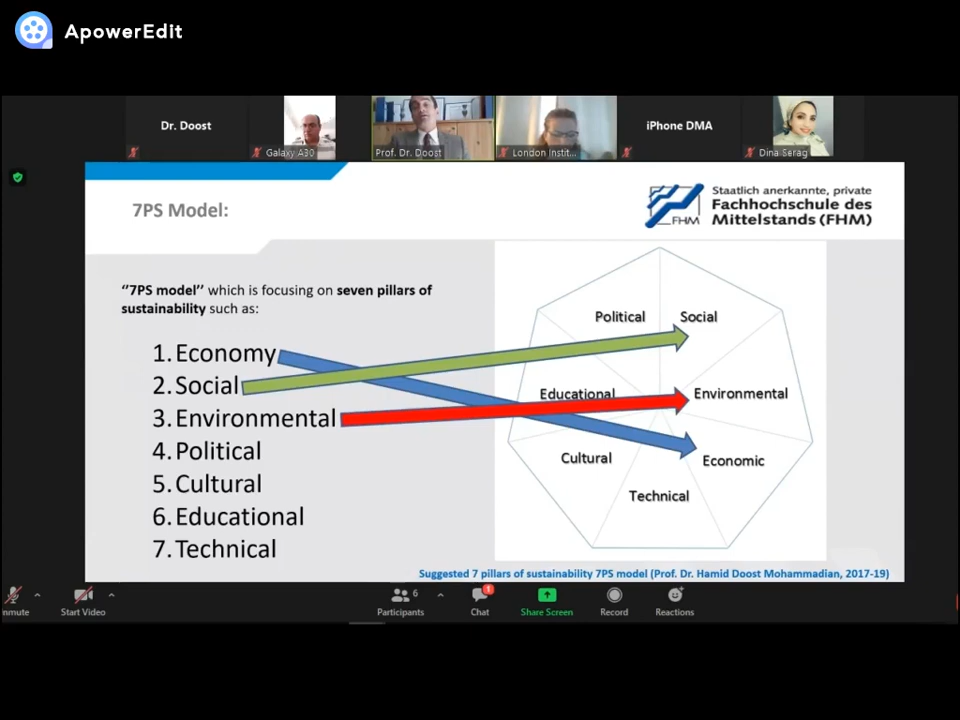 ApowerEdit
Dr. Doost
Galaxy A30
Prof. Dr. Doost
London Instit...
iPhone DMA
Dina Serag
7PS Model:
Staatlich anerkannte, private
Fachhochschule des
Mittelstands (FHM)
FHM
‘‘7PS model’’ which is focusing on seven pillars of
sustainability such as:
1. Economy
2. Social
3. Environmental
4. Political
5. Cultural
6. Educational
7. Technical
Political
Social
Educational
Environmental
Cultural
Economic
Technical
Suggested 7 pillars of sustainability 7PS model (Prof. Dr. Hamid Doost Mohammadian, 2017-19)
mute
Start Video
6
Participants
1
Chat
Share Screen
Record
Reactions